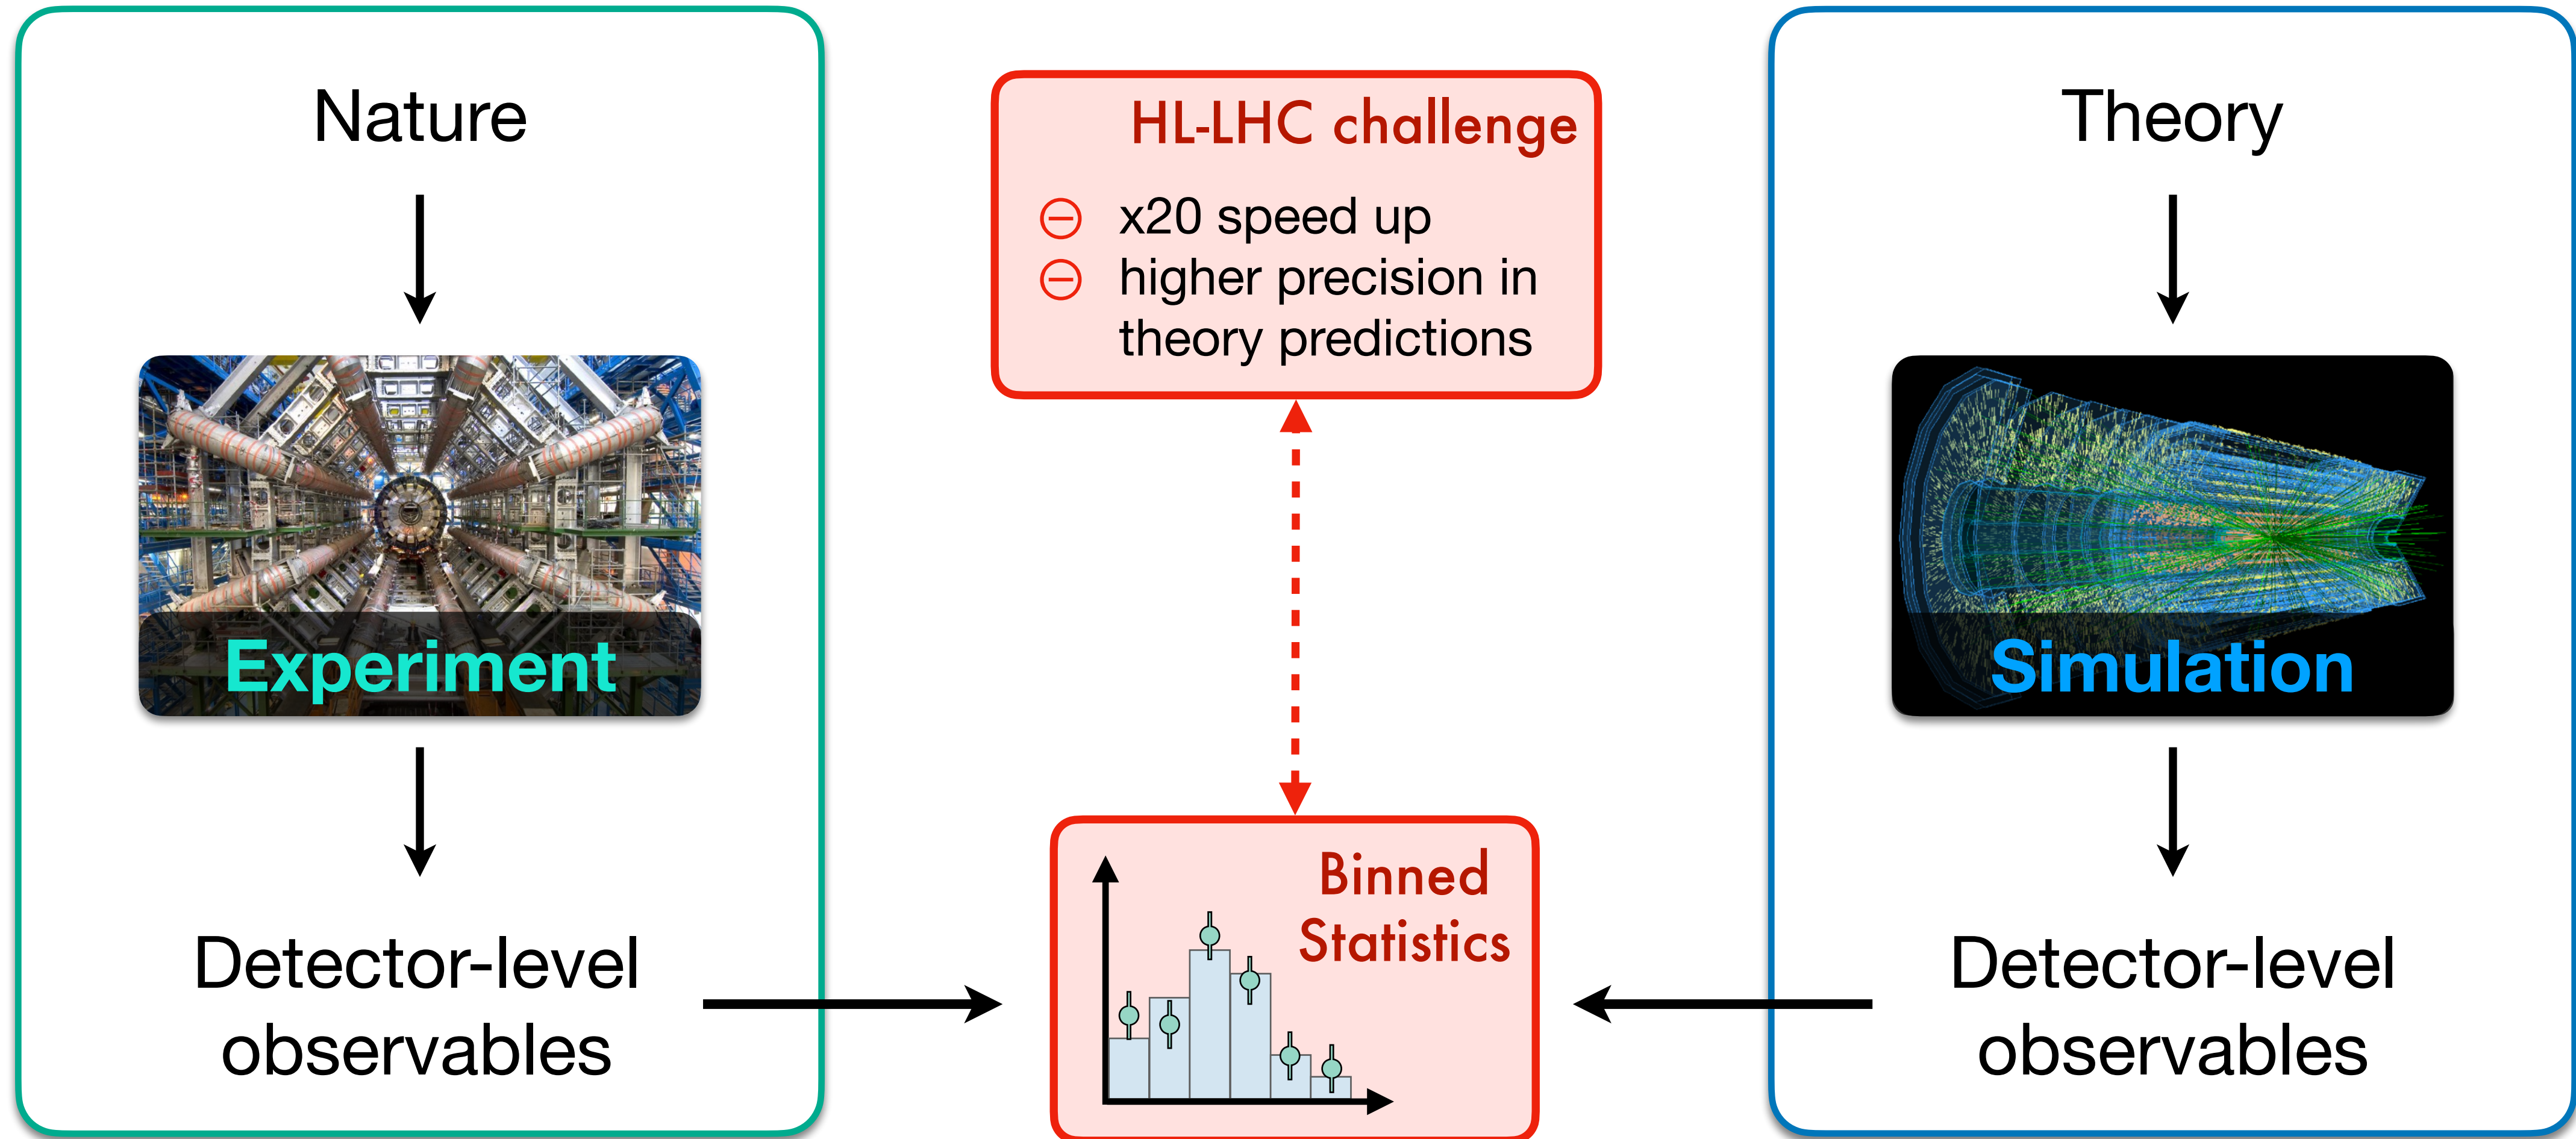 Nature
Experiment
Detector-level
observables
HL-LHC challenge
x20 speed up
higher precision in
theory predictions
Binned
Statistics
Theory
Simulation
Detector-level
observables